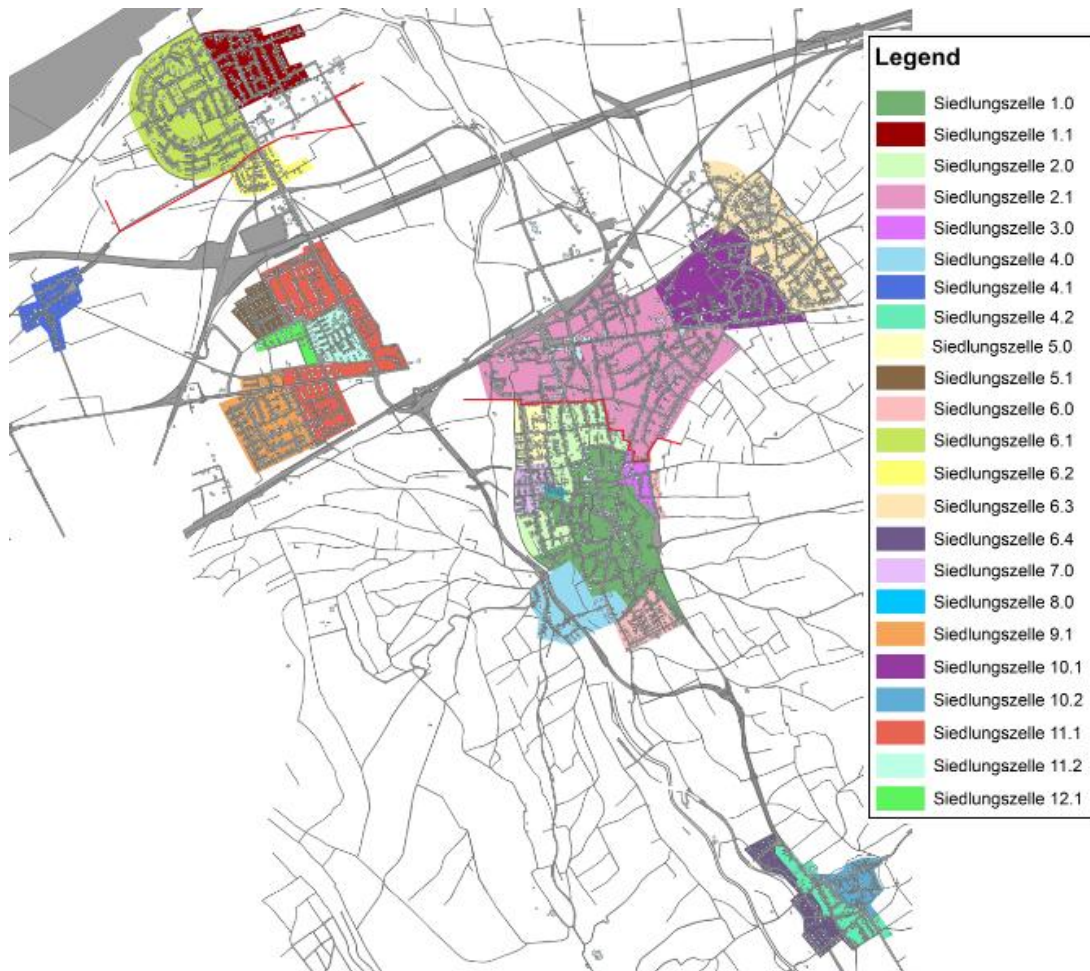 Legend
Siedlungszelle 1.0
Siedlungszelle 1.1
Siedlungszelle 2.0
Siedlungszelle 2.1
Siedlungszelle 3.0
Siedlungszelle 4.0
Siedlungszelle 4.1
Siedlungszelle 4.2
Siedlungszelle 5.0
Siedlungszelle 5.1
Siedlungszelle 6.0
Siedlungszelle 6.1
Siedlungszelle 6.2
Siedlungszelle 6.3
Siedlungszelle 6.4
Siedlungszelle 7.0
Siedlungszelle 8.0
Siedlungszelle 9.1
Siedlungszelle 10.1
Siedlungszelle 10.2
Siedlungszelle 11.1
Siedlungszelle 11.2
Siedlungszelle 12.1